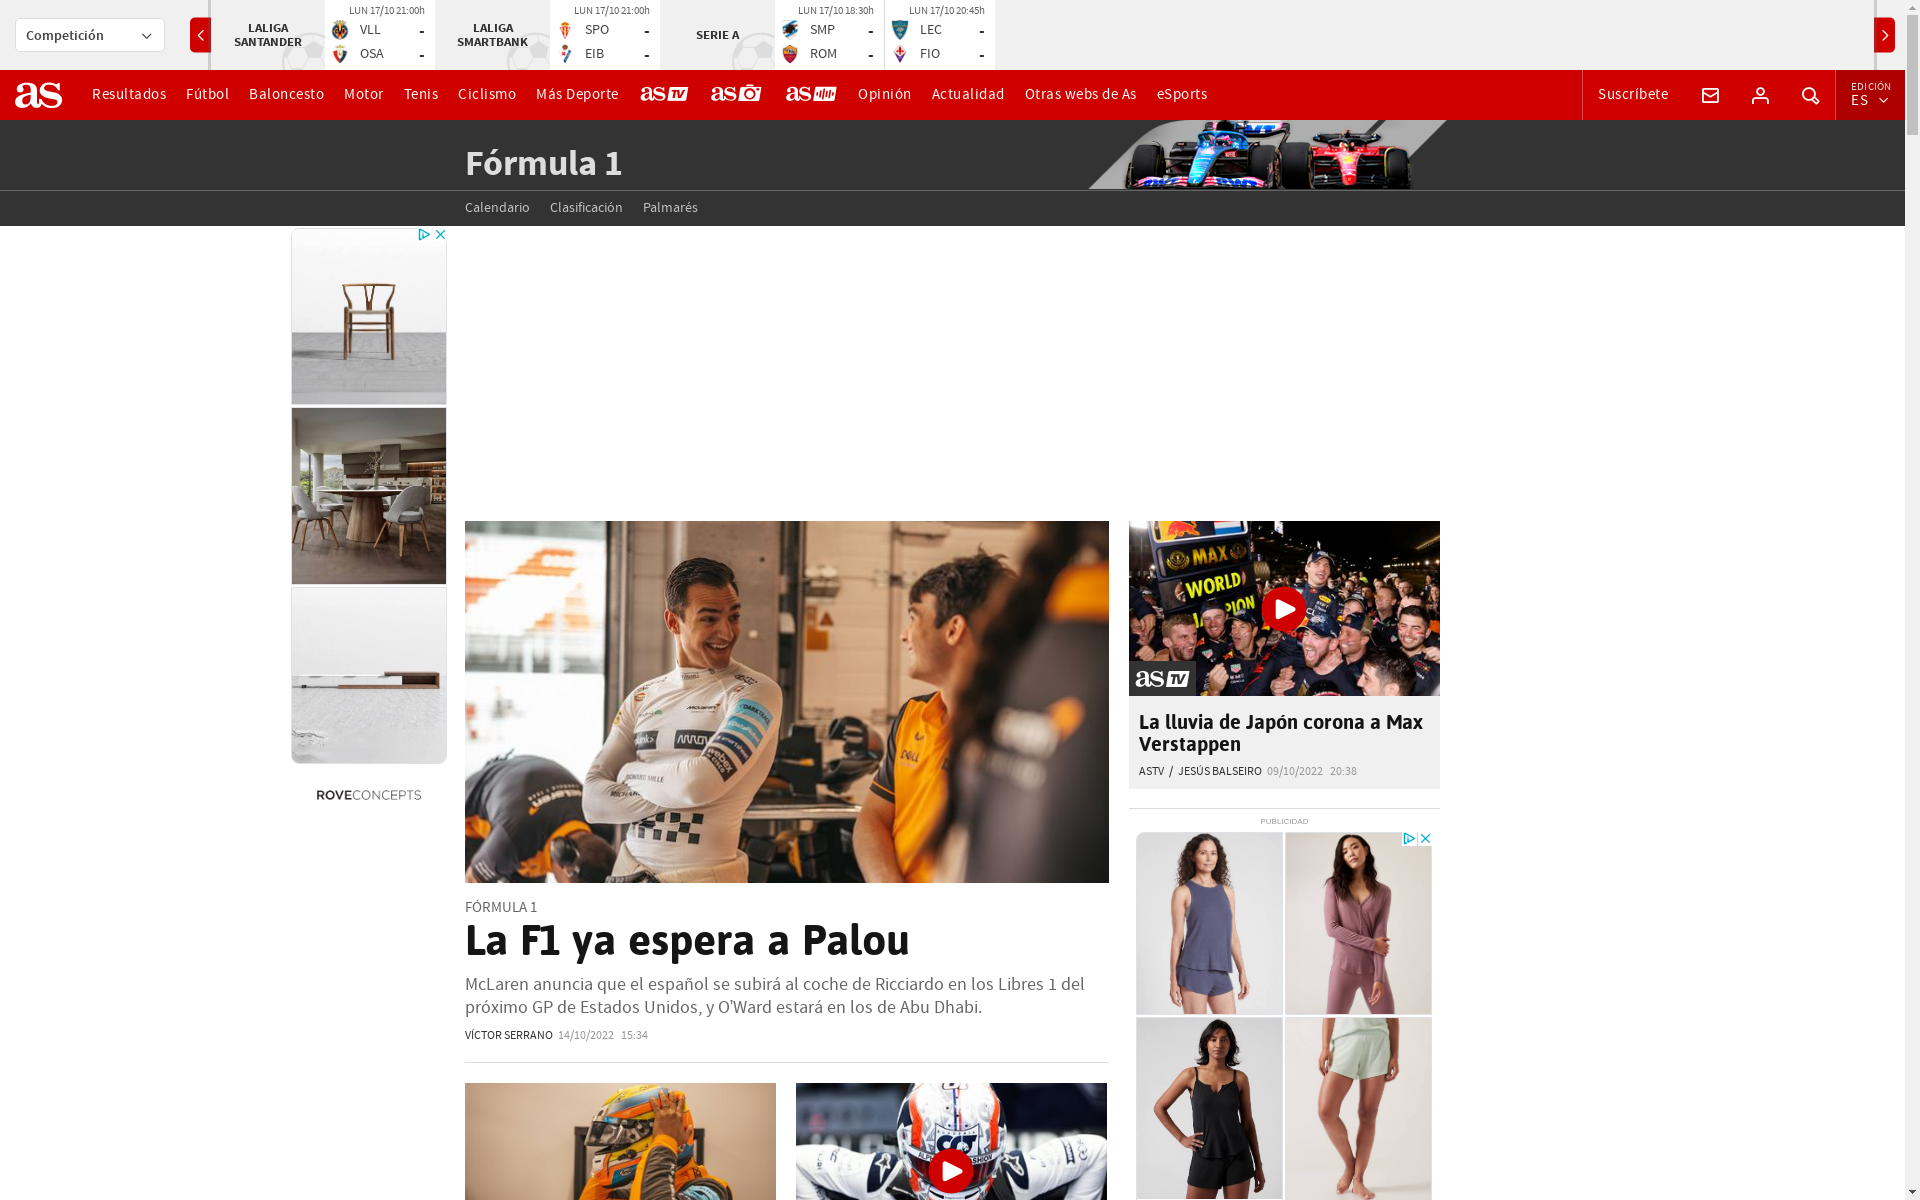 Competición
LALIGA
SANTANDER
LUN 17/10 21:00h
VLL -
OSA -
LALIGA
SMARTBANK
LUN 17/10 21:00h
SPO -
EIB -
SERIE A
LUN 17/10 18:30h
SMP -
ROM -
LUN 17/10 20:45h
LEC -
FIO -
as
Resultados
Fútbol
Baloncesto
Motor
Tenis
Ciclismo
Más Deporte
as TV
as
as
Opinión
Actualidad
Otras webs de As
eSports
Suscríbete
EDICIÓN
ES
Fórmula 1
Calendario
Clasificación
Palmarés
ROVECONCEPTS
MAX
WORLD
as TV
La lluvia de Japón corona a Max
Verstappen
ASTV / JESÚS BALSEIRO 09/10/2022 20:38
PUBLICIDAD
FÓRMULA 1
La F1 ya espera a Palou
McLaren anuncia que el español se subirá al coche de Ricciardo en los Libres 1 del
próximo GP de Estados Unidos, y O'Ward estará en los de Abu Dhabi.
VÍCTOR SERRANO 14/10/2022 15:34